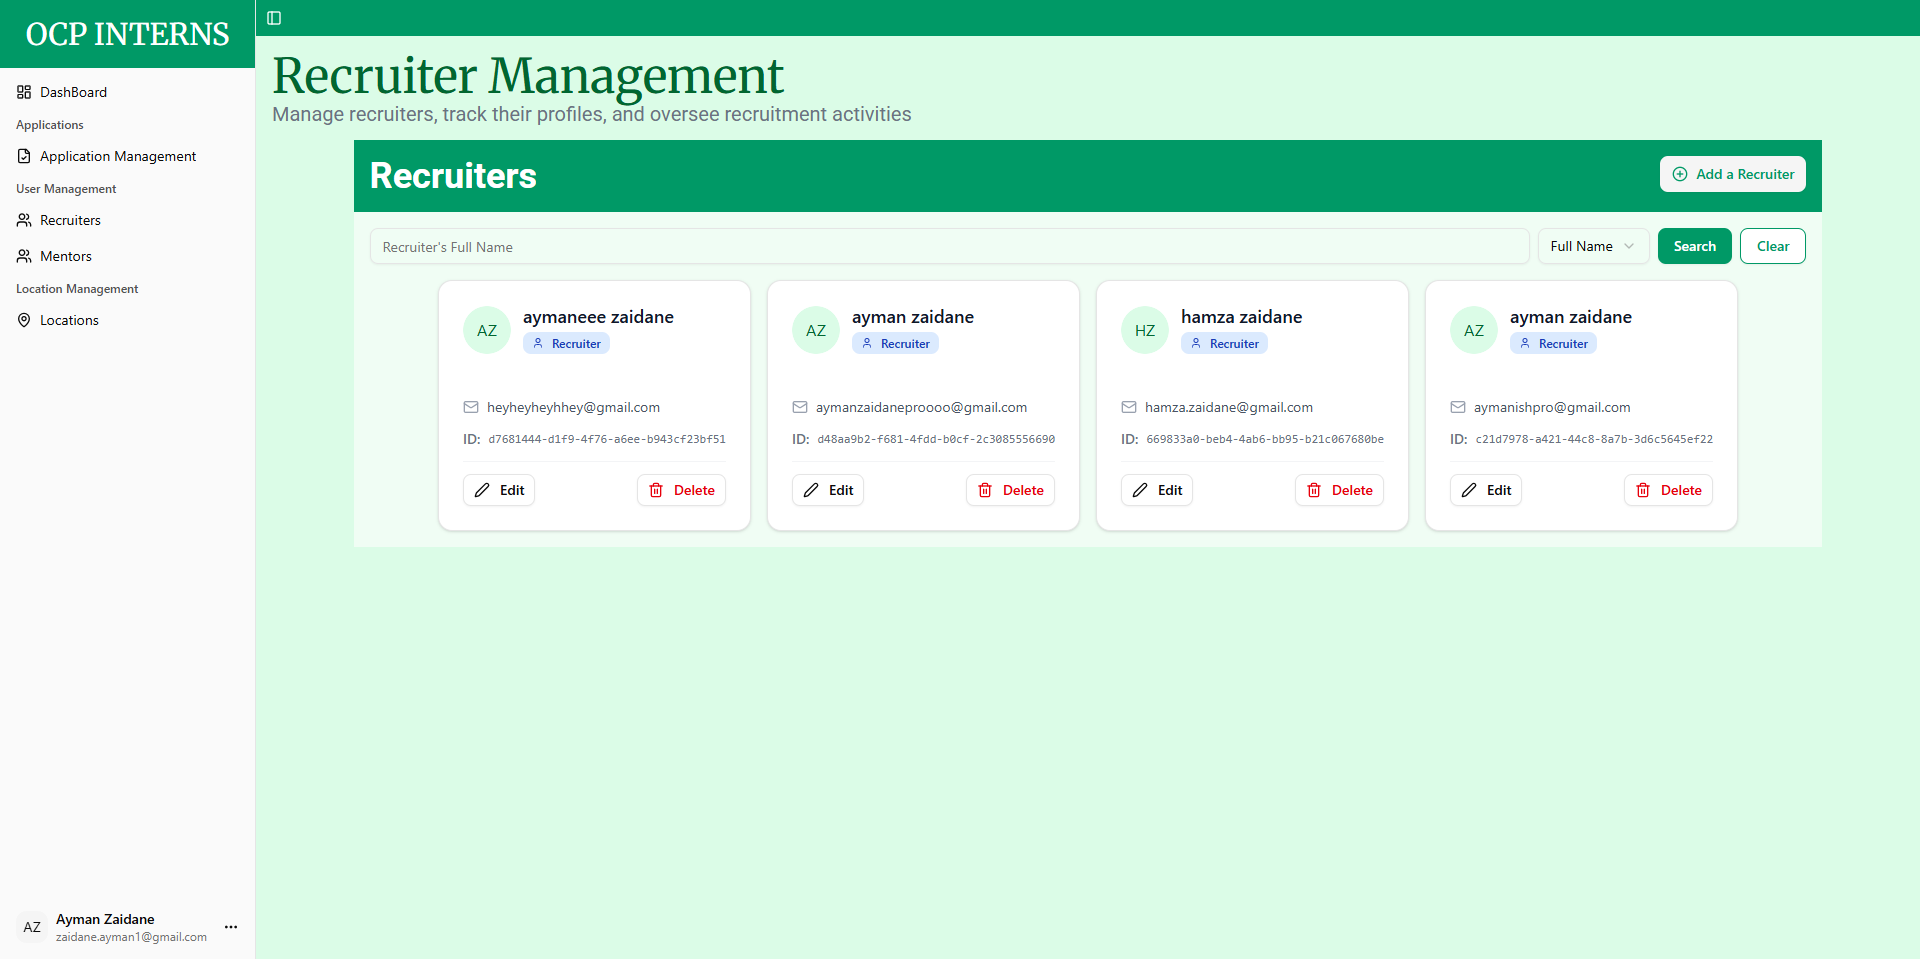 OCP INTERNS
DashBoard
Applications
Application Management
User Management
Recruiters
Mentors
Location Management
Locations
AZ
Ayman Zaidane
zaidane.ayman1@gmail.com
Recruiter Management
Manage recruiters, track their profiles, and oversee recruitment activities
Recruiters
Add a Recruiter
Recruiter's Full Name
Full Name
Search
Clear
AZ
aymaneee zaidane
Recruiter
heyheyheyhhey@gmail.com
ID: d7681444-d1f9-4f76-a6ee-b943cf23bf51
Edit
Delete
AZ
ayman zaidane
Recruiter
aymanzaidaneproooo@gmail.com
ID: d48aa9b2-f681-4fdd-b0cf-2c3085556690
Edit
Delete
HZ
hamza zaidane
Recruiter
hamza.zaidane@gmail.com
ID: 669833a0-beb4-4ab6-bb95-b21c067680be
Edit
Delete
AZ
ayman zaidane
Recruiter
aymanishpro@gmail.com
ID: c21d7978-a421-44c8-8a7b-3d6c5645ef22
Edit
Delete